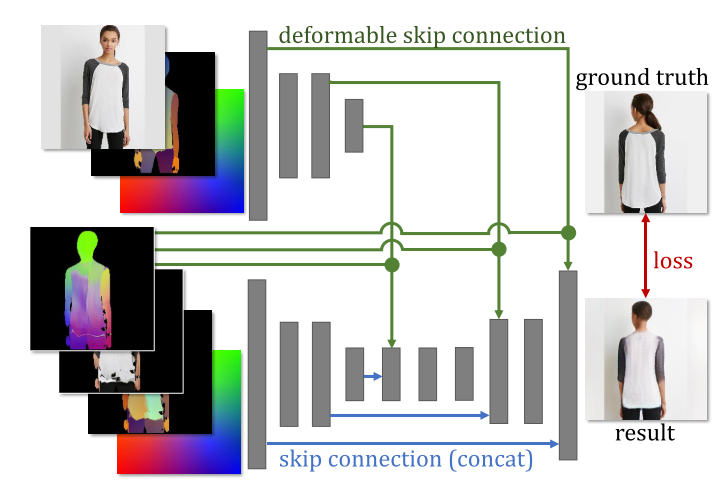 deformable skip connection
ground truth
loss
result
skip connection (concat)